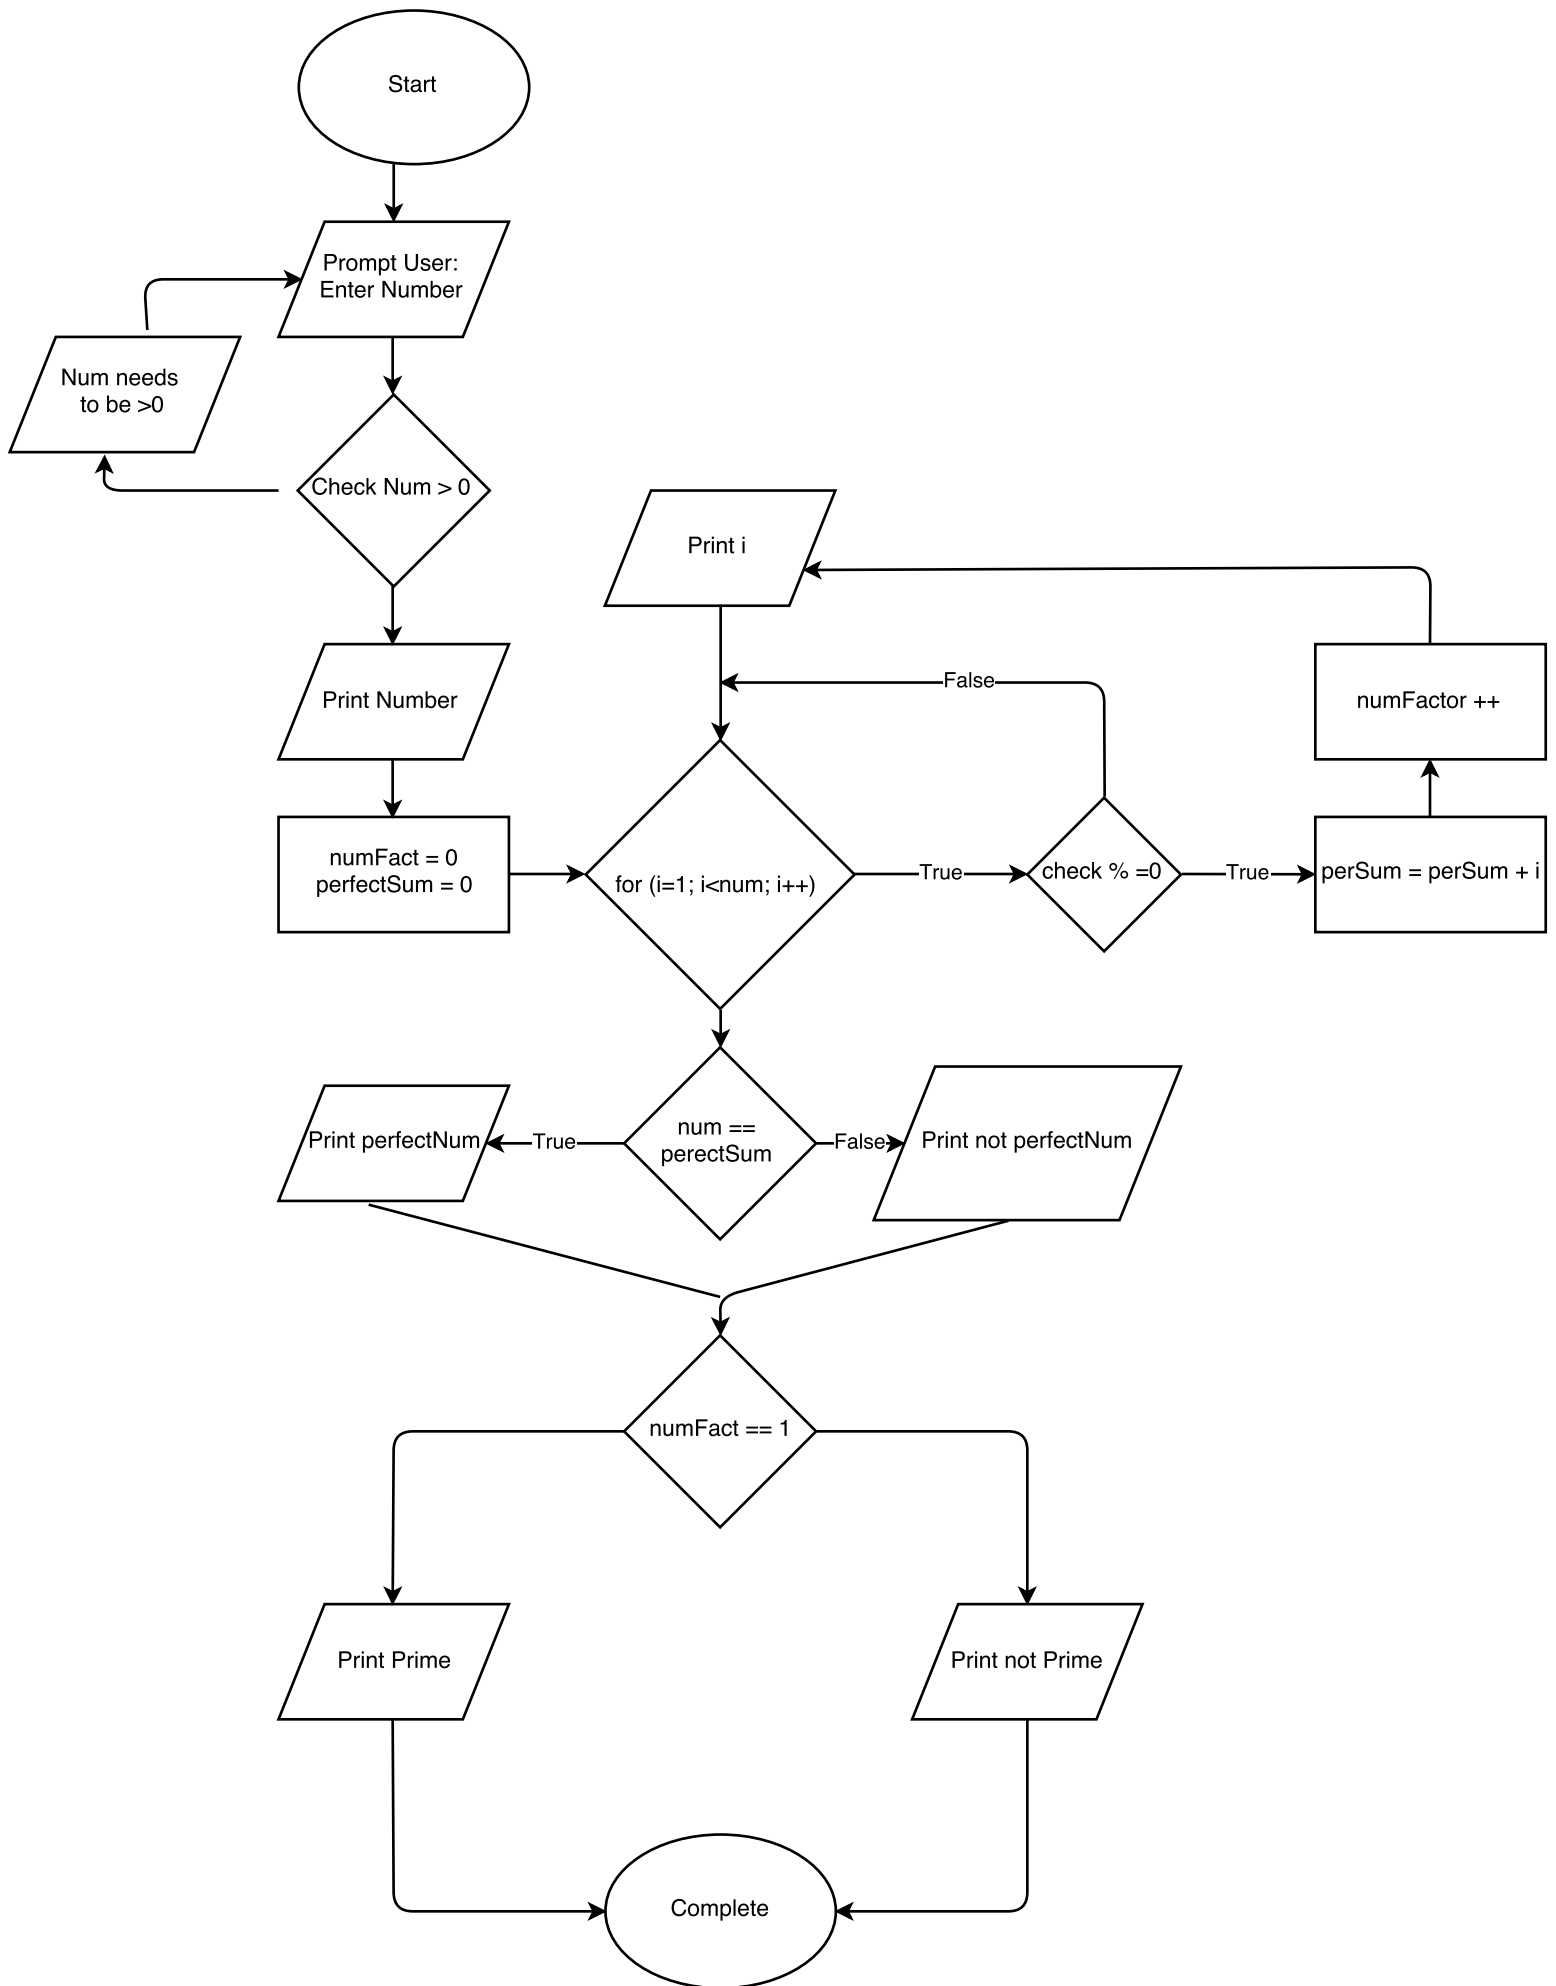 Start
Prompt User:
Enter Number
Num needs
to be >0
Check Num > 0
Print i
False
Print Number
numFactor ++
numFact = 0
perfectSum = 0
for (i=1; i<num; i++)
True
check % =0
True
perSum = perSum + i
Print perfectNum
True
num ==
perectSum
False
Print not perfectNum
numFact == 1
Print Prime
Print not Prime
Complete